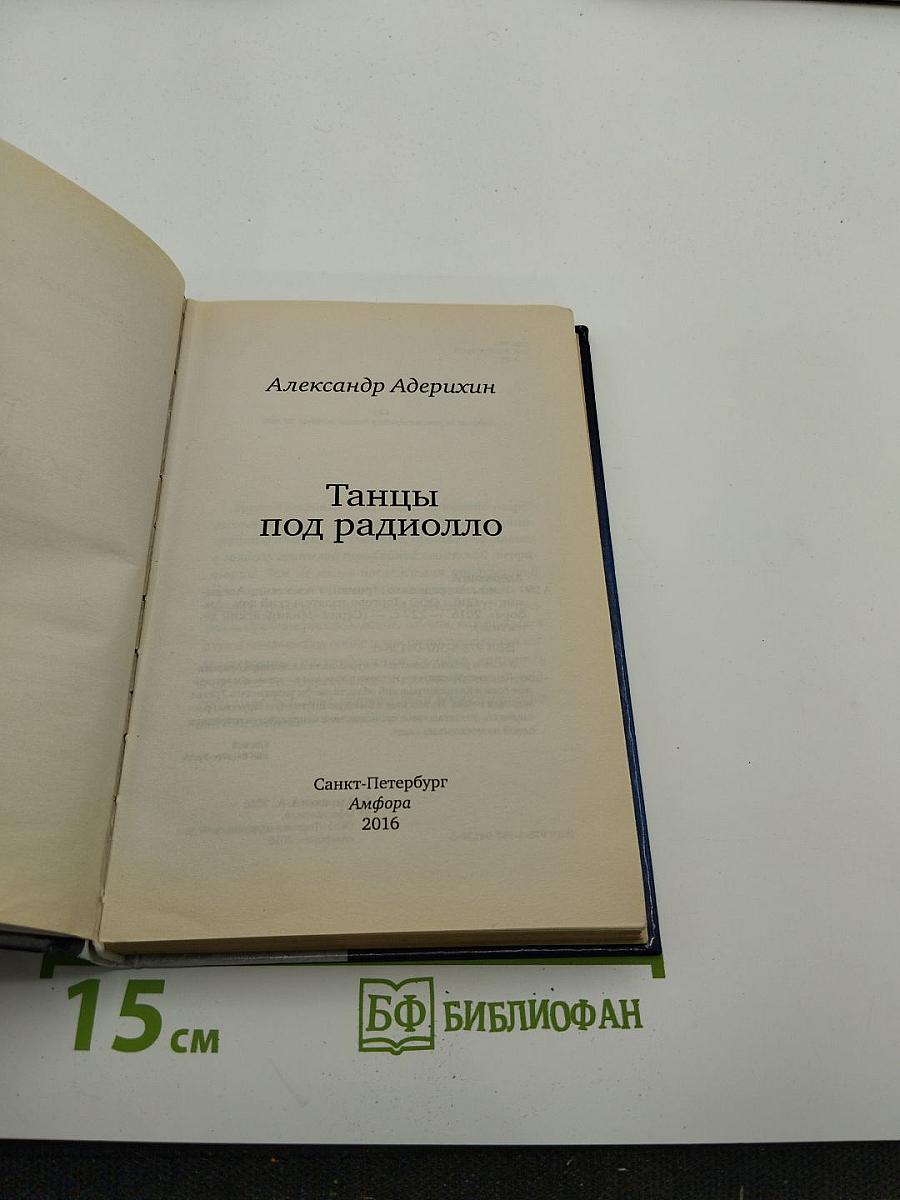 Александр Адерихин
Танцы
под радиолло
Санкт-Петербург
Амфора
2016
15 см
БФ БИБЛИОФАН